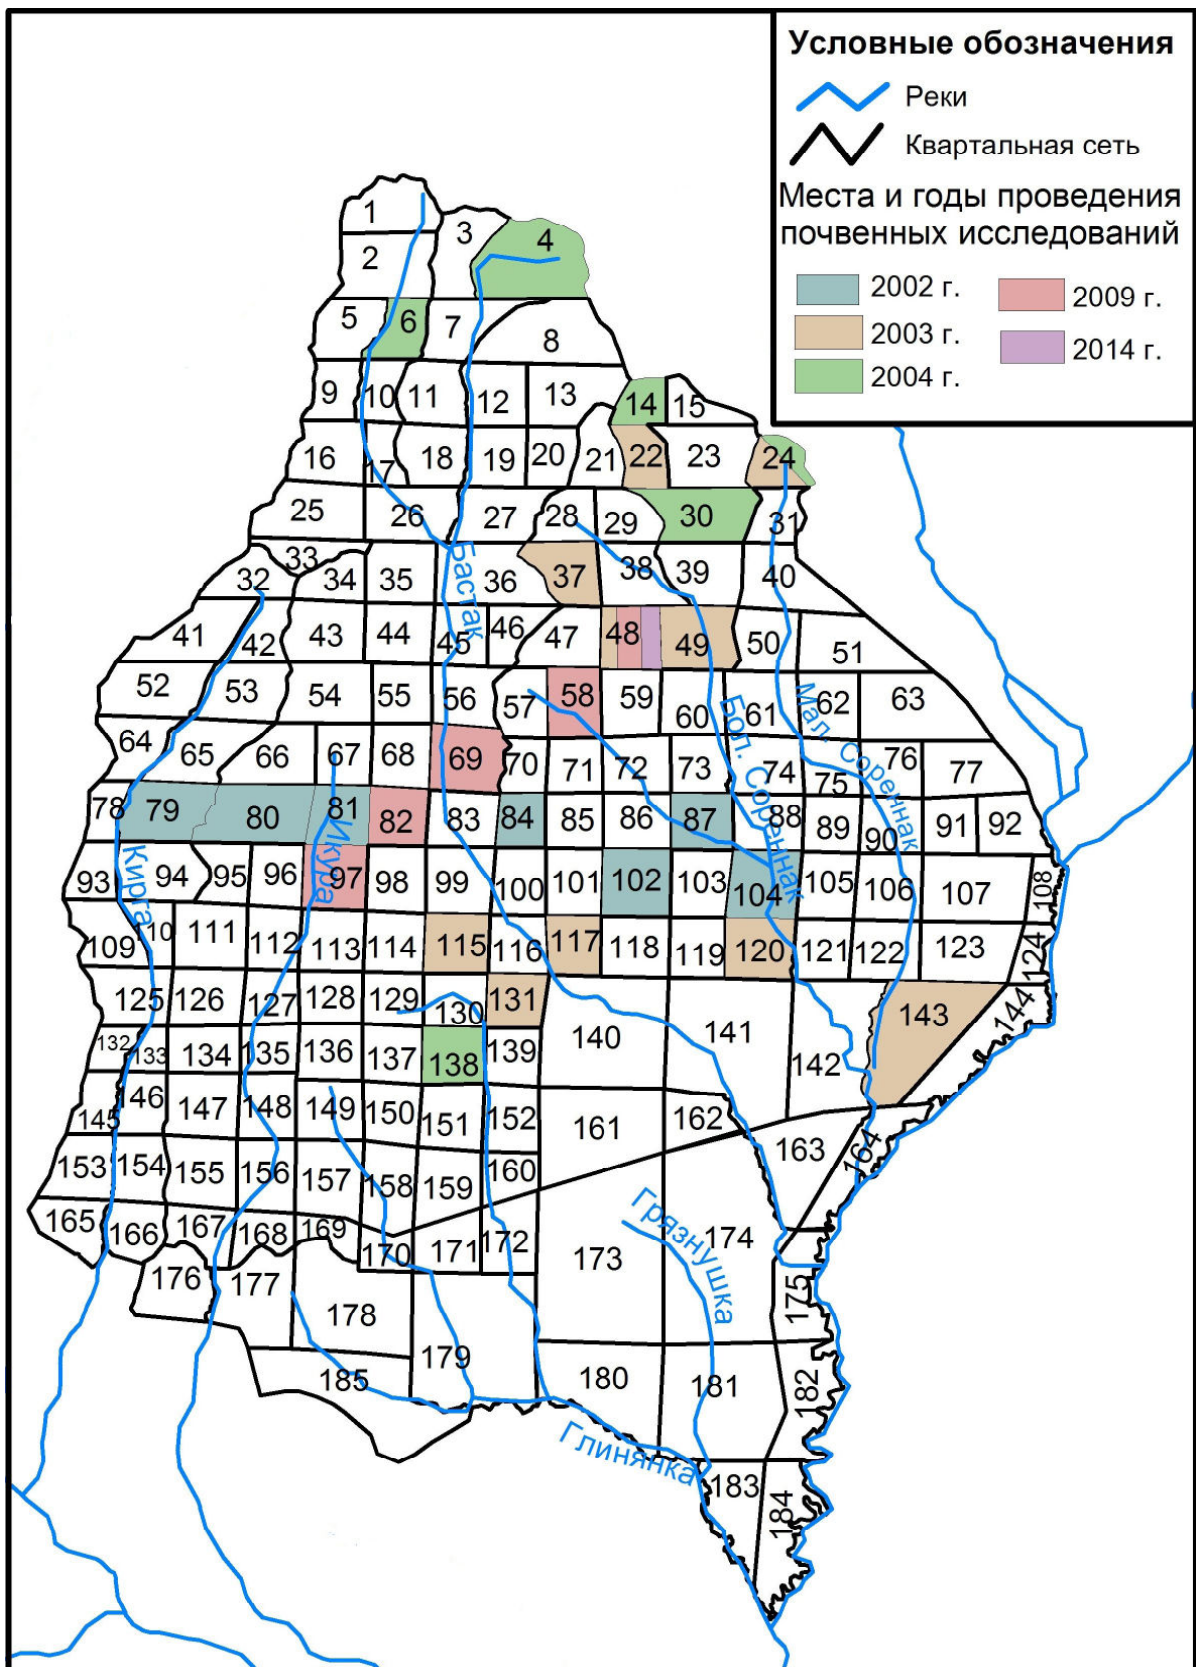 Условные обозначения
Реки
Квартальная сеть
Места и годы проведения
почвенных исследований
2002 г. 2009 г.
2003 г. 2014 г.
2004 г.
1
3 4
2
5 6 7 8
9 10 11 12 13 14 15
16 17 18 19 20 21 22 23 24
25 26 27 28 29 30 31
32 33 34 35 36 37 38 39 40
Бастак
41 42 43 44 45 46 47 48 49 50 51
52 53 54 55 56 57 58 59 60 61 62 63
Бол. Сореннак
Мал. Сореннак
64 65 66 67 68 69 70 71 72 73 74 75 76 77
78 79 80 81 82 83 84 85 86 87 88 89 90 91 92
Кирга
Икура
93 94 95 96 97 98 99 100 101 102 103 104 105 106 107 108
109 110 111 112 113 114 115 116 117 118 119 120 121 122 123 124
125 126 127 128 129 130 131 140 141 142 143 144
132 133 134 135 136 137 138 139
145 146 147 148 149 150 151 152 161 162 163 164
153 154 155 156 157 158 159 160
165 166 167 168 169 170 171 172 173 174 175
Грязнушка
176 177 178 179 180 181 182
185
Глинянка
183 184